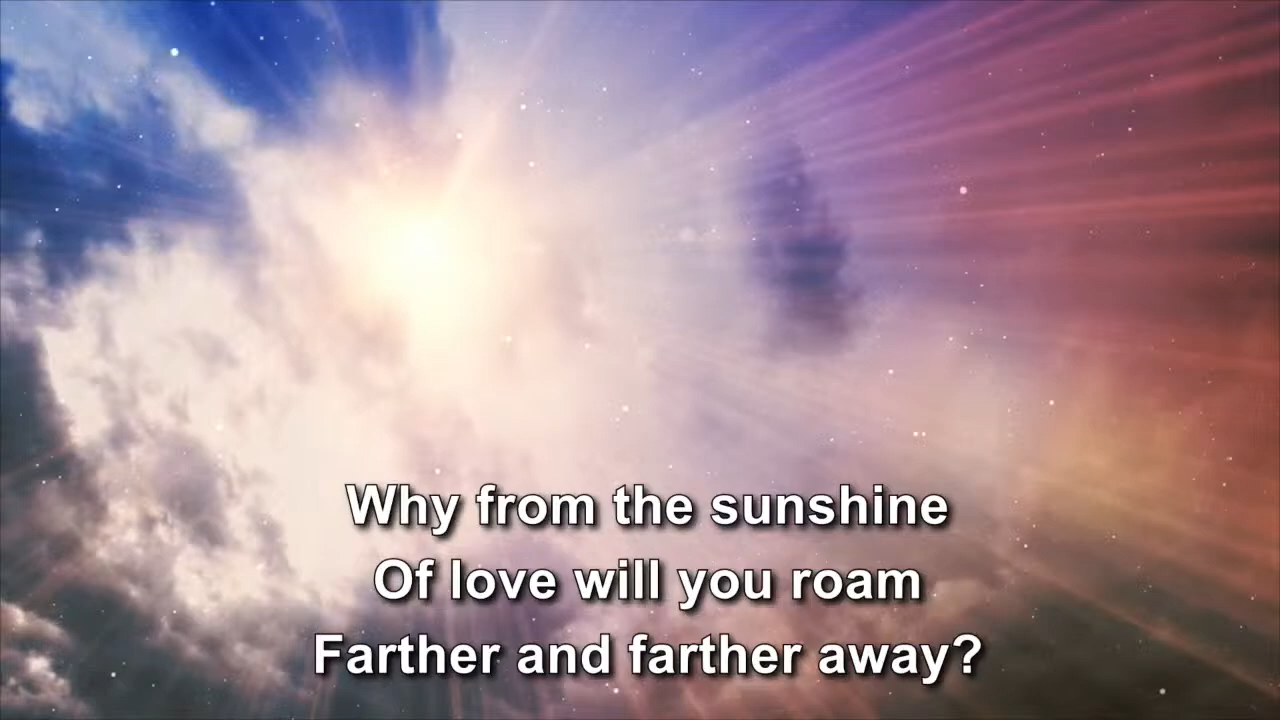 Why from the sunshine
Of love will you roam
Farther and farther away?